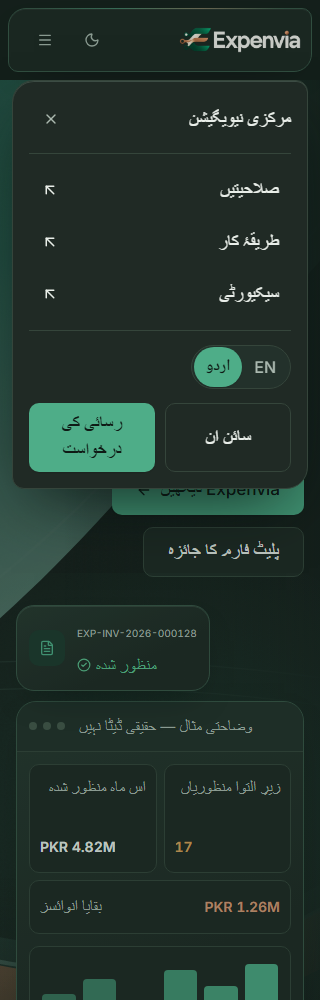 Expenvia
مرکزی نیویگیشن
صلاحیتیں
طریقۂ کار
سیکیورٹی
EN
اردو
سائن ان
رسائی کی
درخواست
Expenvia دیکھیں
پلیٹ فارم کا جائزہ
EXP-INV-2026-000128
منظور شدہ
وضاحتی مثال — حقیقی ڈیٹا نہیں
زیرِ التوا منظوریاں
17
اس ماہ منظور شدہ
PKR 4.82M
بقایا انوائسز
PKR 1.26M